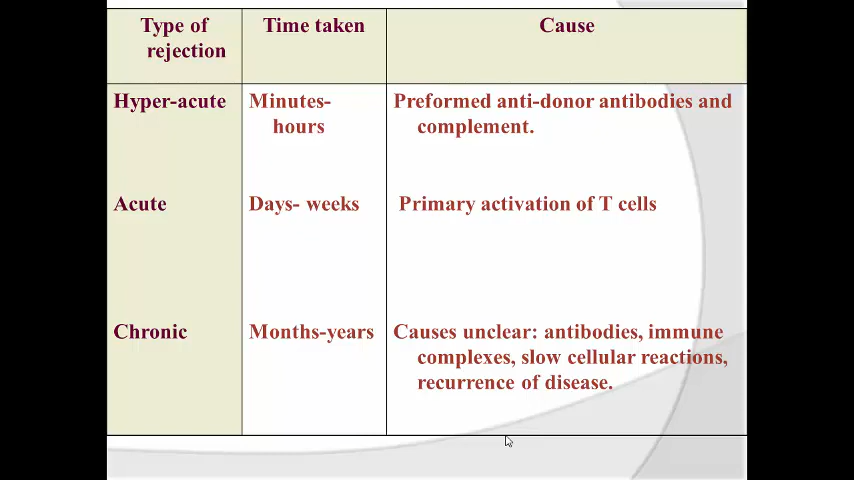 Type of rejection Time taken Cause
Hyper-acute Minutes-hours Preformed anti-donor antibodies and complement.
Acute Days- weeks Primary activation of T cells
Chronic Months-years Causes unclear: antibodies, immune complexes, slow cellular reactions, recurrence of disease.